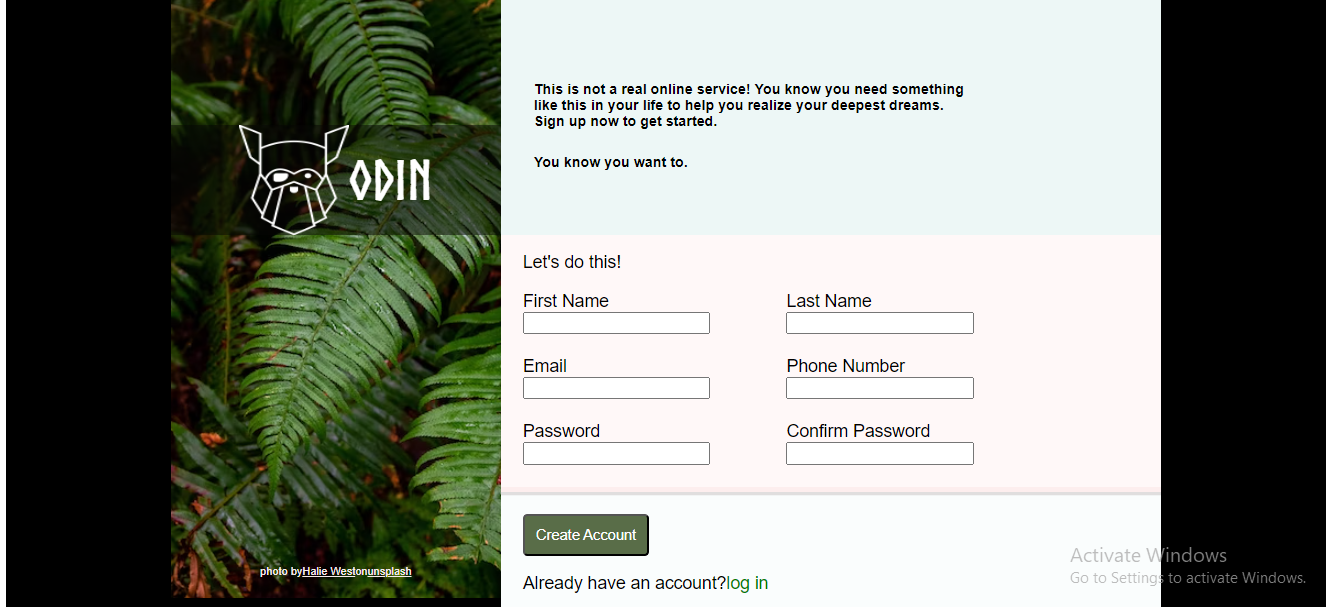 ODIN
photo byHalie Westonunsplash
This is not a real online service! You know you need something
like this in your life to help you realize your deepest dreams.
Sign up now to get started.
You know you want to.
Let's do this!
First Name
Last Name
Email
Phone Number
Password
Confirm Password
Create Account
Already have an account?log in
Activate Windows
Go to Settings to activate Windows.